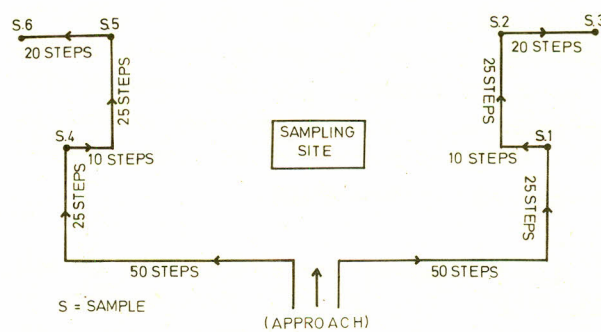 S.6
S.5
20 STEPS
25 STEPS
S.4
10 STEPS
25 STEPS
50 STEPS
SAMPLING
SITE
S.2
S.3
20 STEPS
25 STEPS
S.1
10 STEPS
25 STEPS
50 STEPS
S = SAMPLE
(APPROACH)